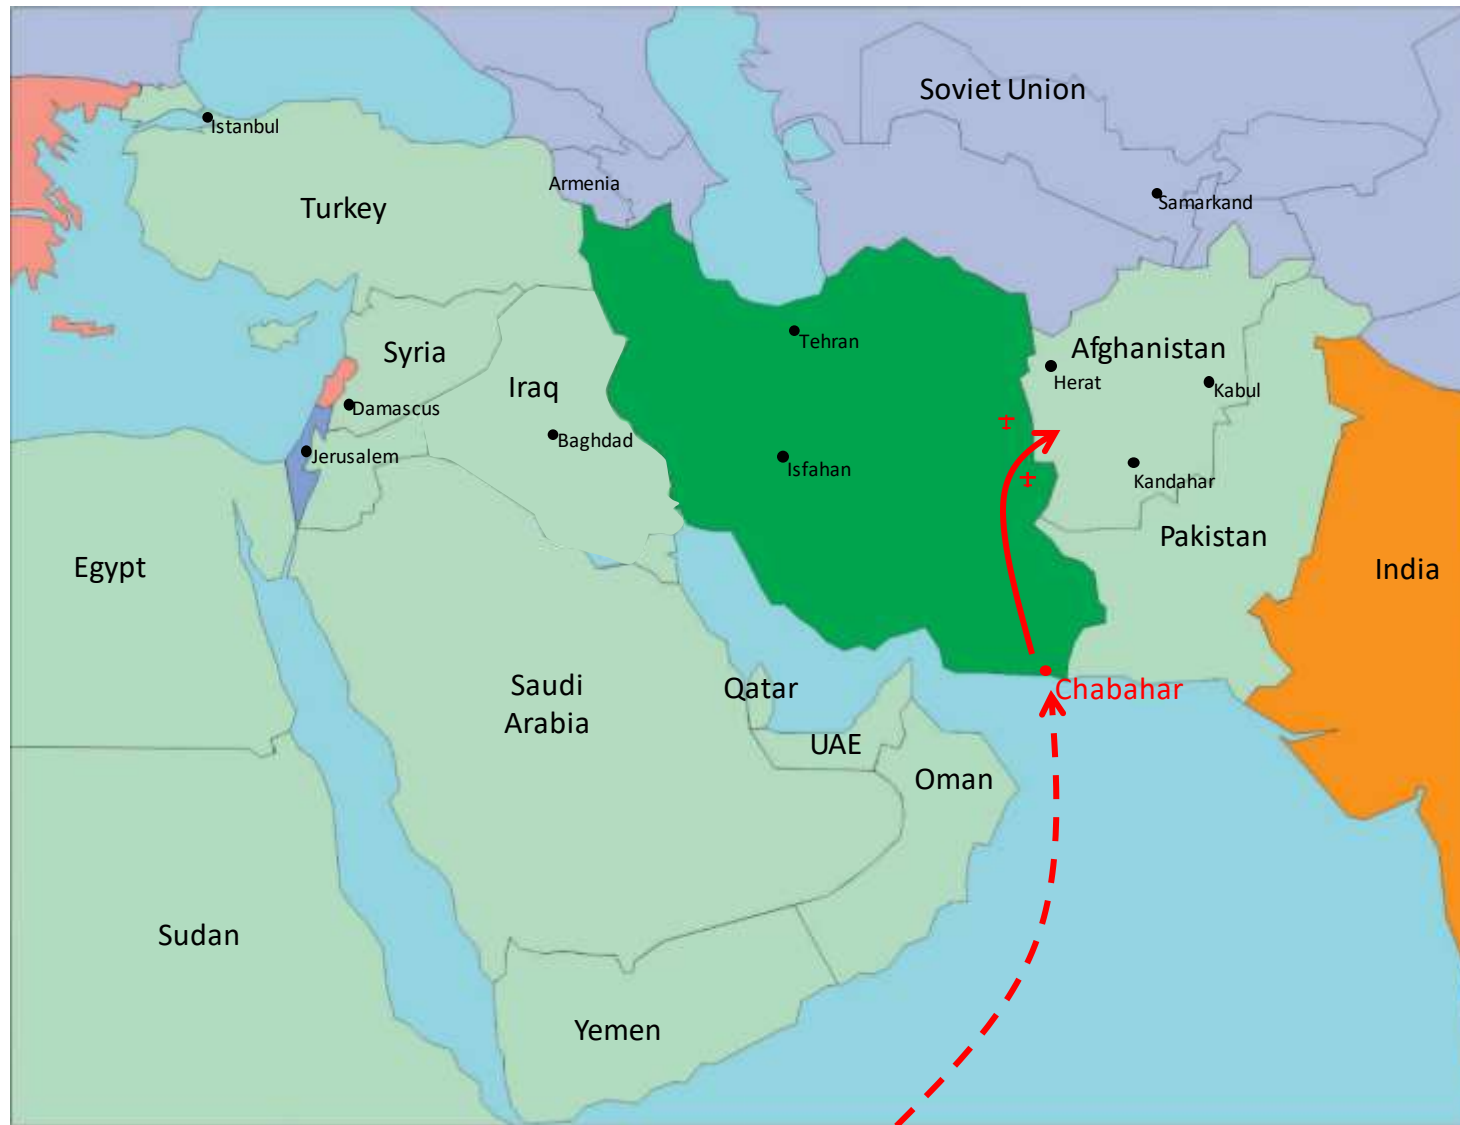 Soviet Union
Istanbul
Armenia
Samarkand
Turkey
Tehran
Syria
Afghanistan
Iraq
Herat
Kabul
Damascus
Baghdad
Jerusalem
Isfahan
Kandahar
Pakistan
Egypt
India
Saudi
Arabia
Qatar
Chabahar
UAE
Oman
Sudan
Yemen